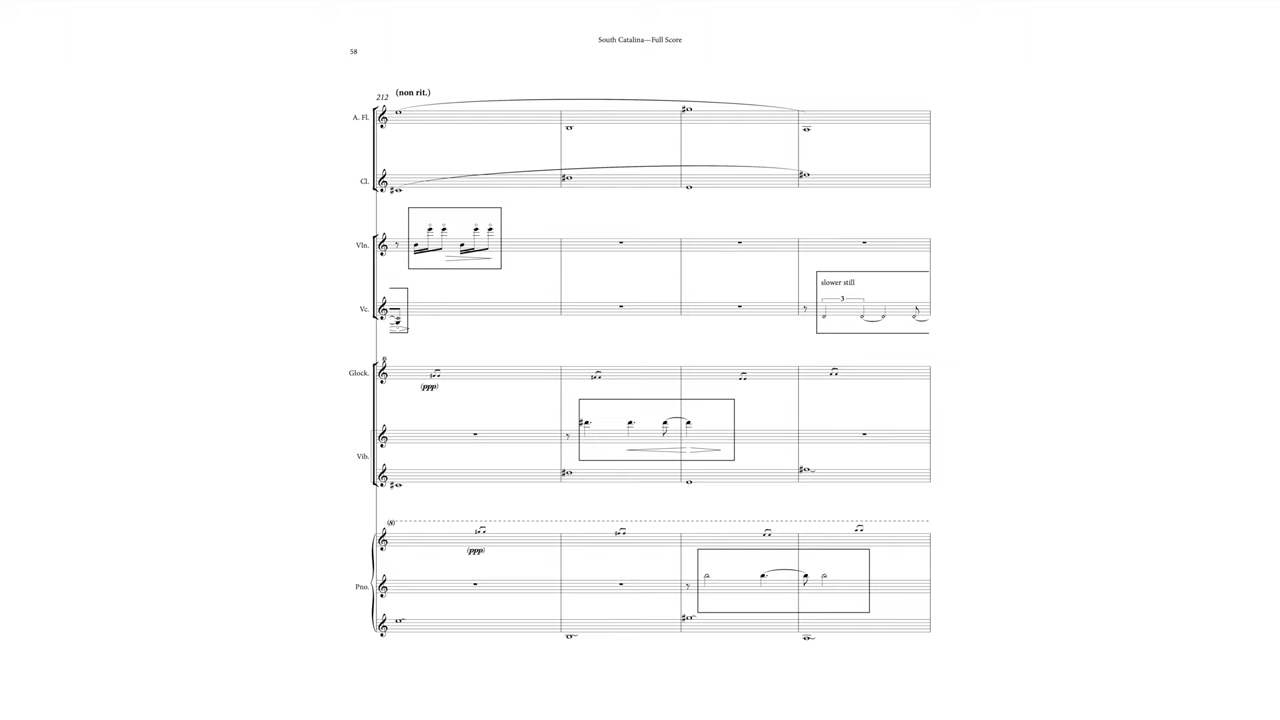 South Catalina—Full Score
58
(non rit.)
212
A. Fl.
Cl.
Vln.
slower still
3
Vc.
Glock.
(ppp)
Vib.
(8)
(ppp)
Pno.